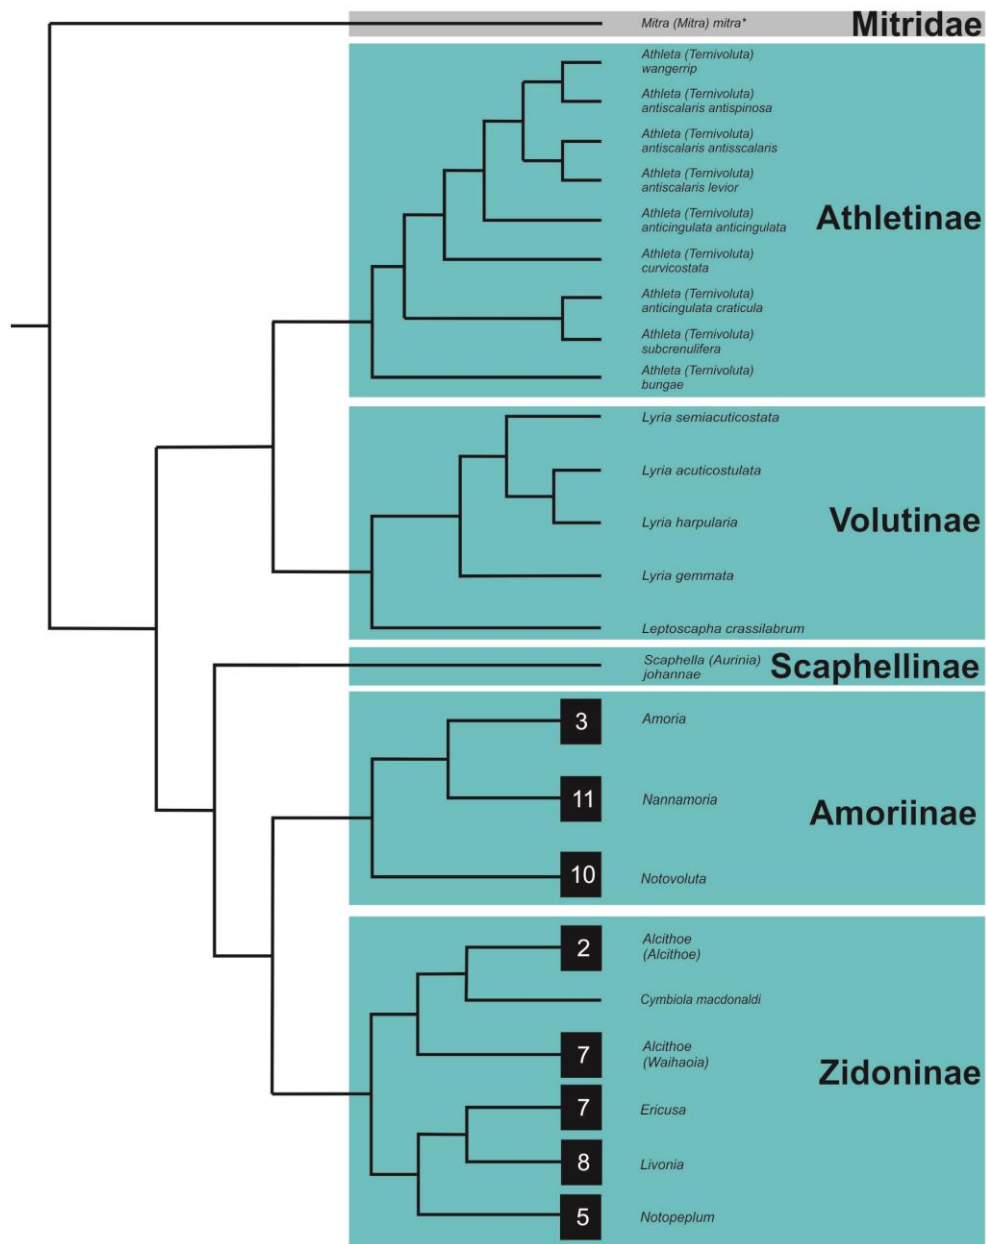 Mitra (Mitra) mitra*
Mitridae
Athleta (Ternivoluta)
wangerrip
Athleta (Ternivoluta)
antiscalaris antispinosa
Athleta (Ternivoluta)
antiscalaris antisscalaris
Athleta (Ternivoluta)
antiscalaris levior
Athleta (Ternivoluta)
anticingulata anticingulata
Athletinae
Athleta (Ternivoluta)
curvicostata
Athleta (Ternivoluta)
anticingulata craticula
Athleta (Ternivoluta)
subcrenulifera
Athleta (Ternivoluta)
bungae
Lyria semiacuticostata
Lyria acuticostulata
Lyria harpularia
Volutinae
Lyria gemmata
Leptoscapha crassilabrum
Scaphella (Aurinia)
johannae
Scaphellinae
3 Amoria
11 Nannamoria
Amoriinae
10 Notovoluta
2 Alcithoe
(Alcithoe)
Cymbiola macdonaldi
7 Alcithoe
(Waihaoia)
Zidoninae
7 Ericusa
8 Livonia
5 Notopeplum